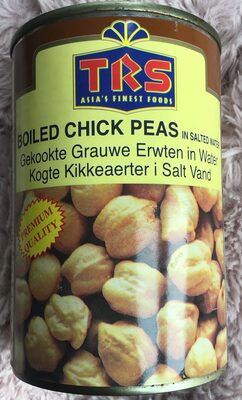 TRS
ASIA'S FINEST FOODS
BOILED CHICK PEAS IN SALTED WATER
Gekookte Grauwe Erwten in Water
Kogte Kikkeaerter i Salt Vand
PREMIUM
QUALITY